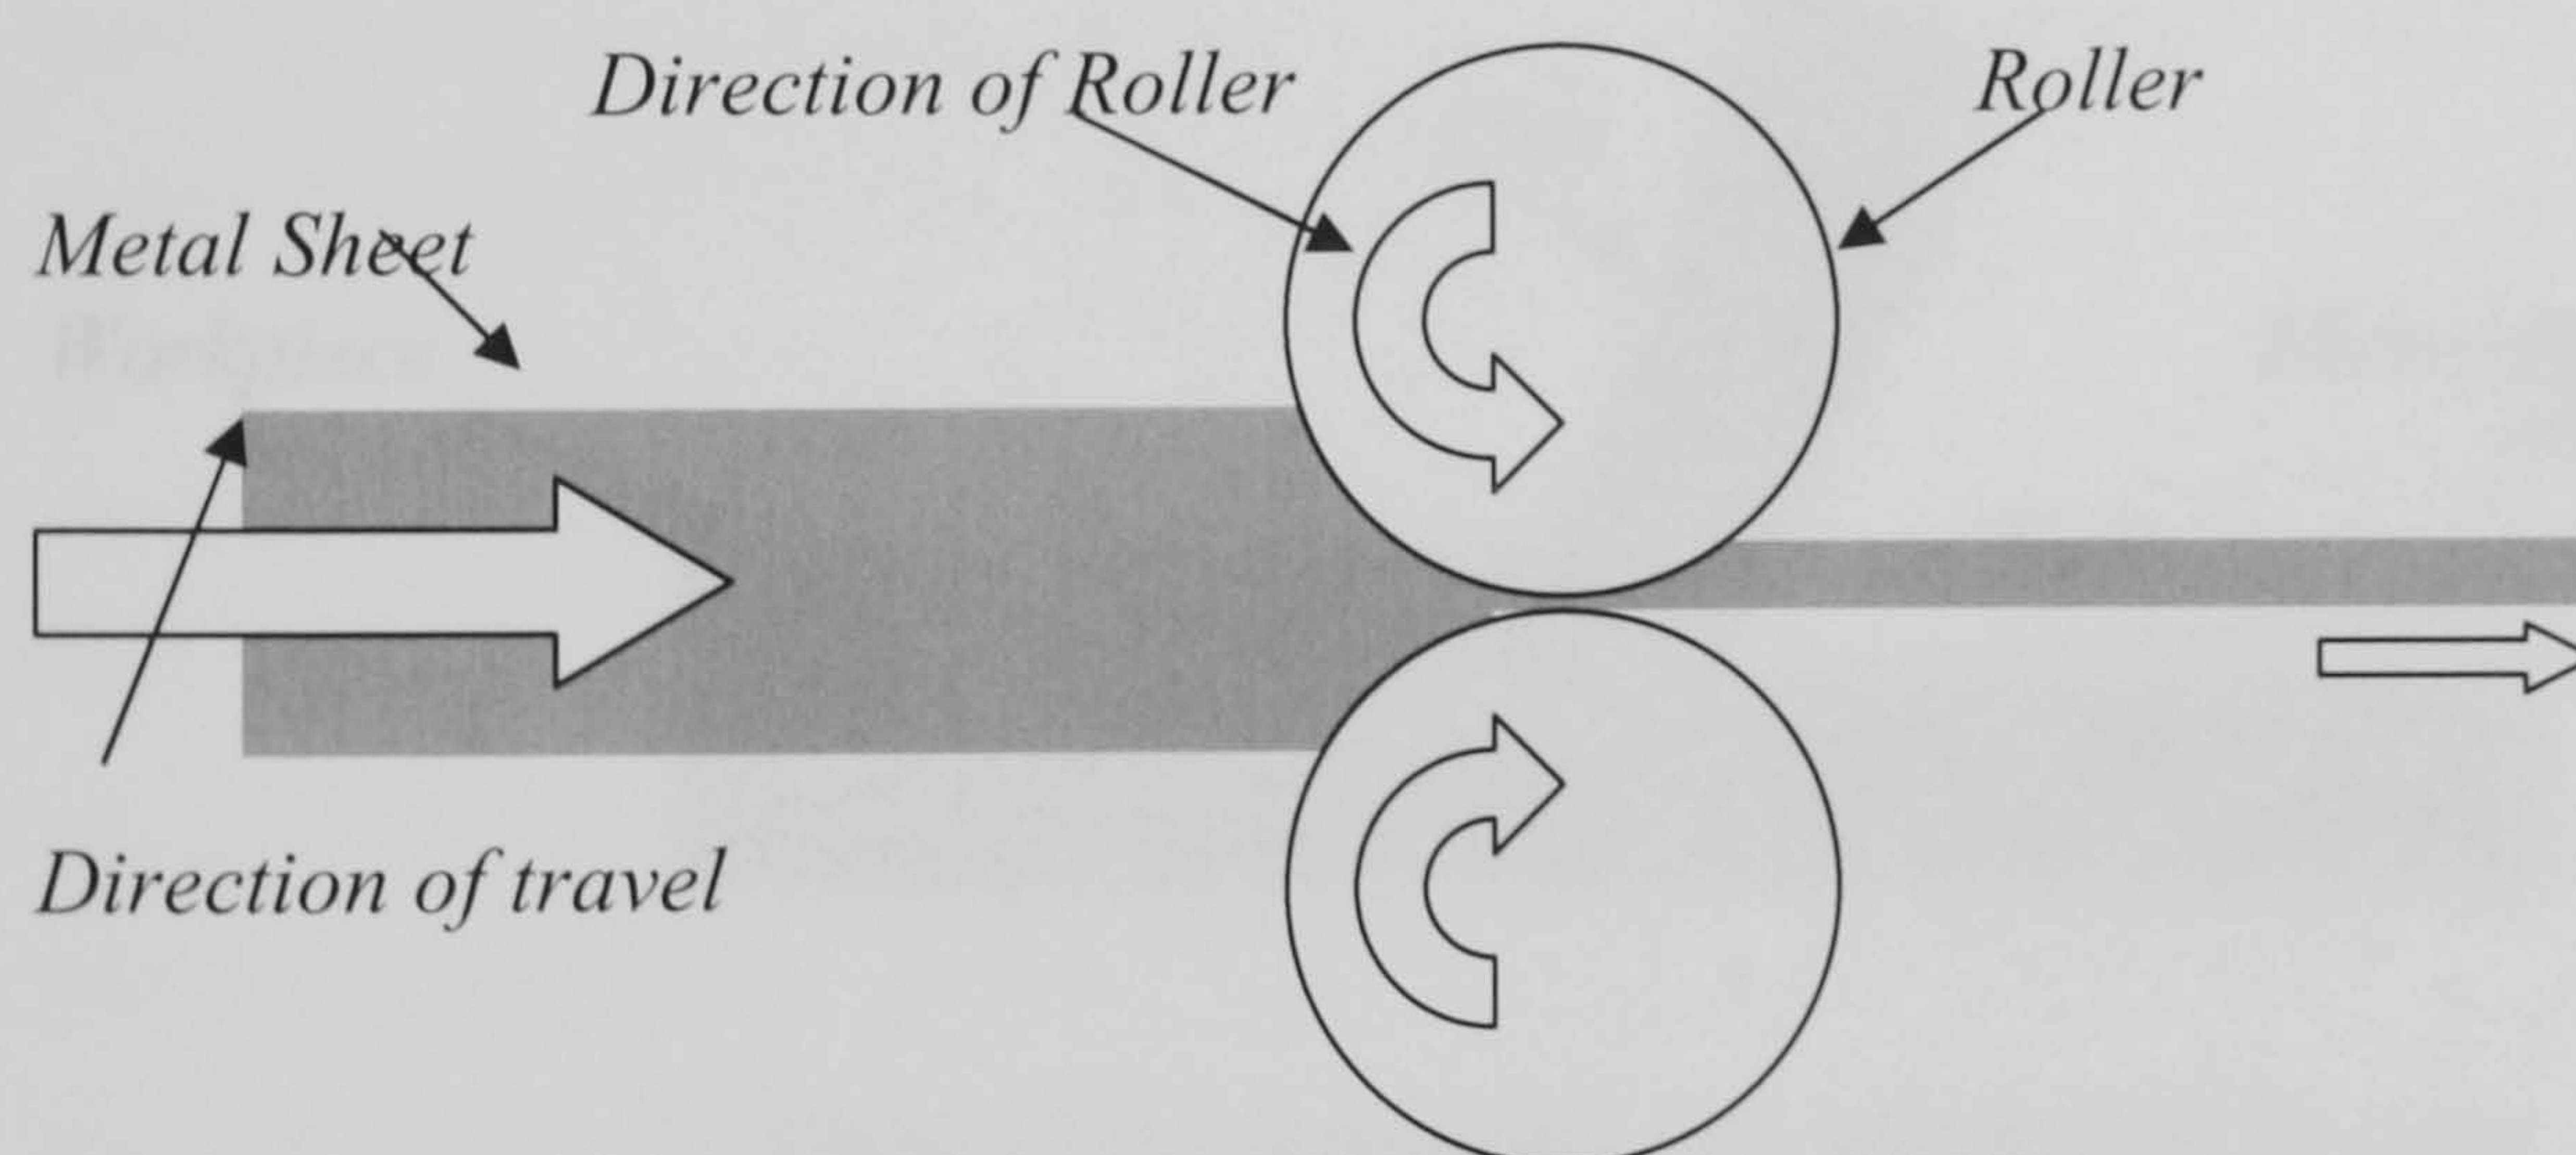 Direction of Roller
Roller
Metal Sheet
Direction of travel